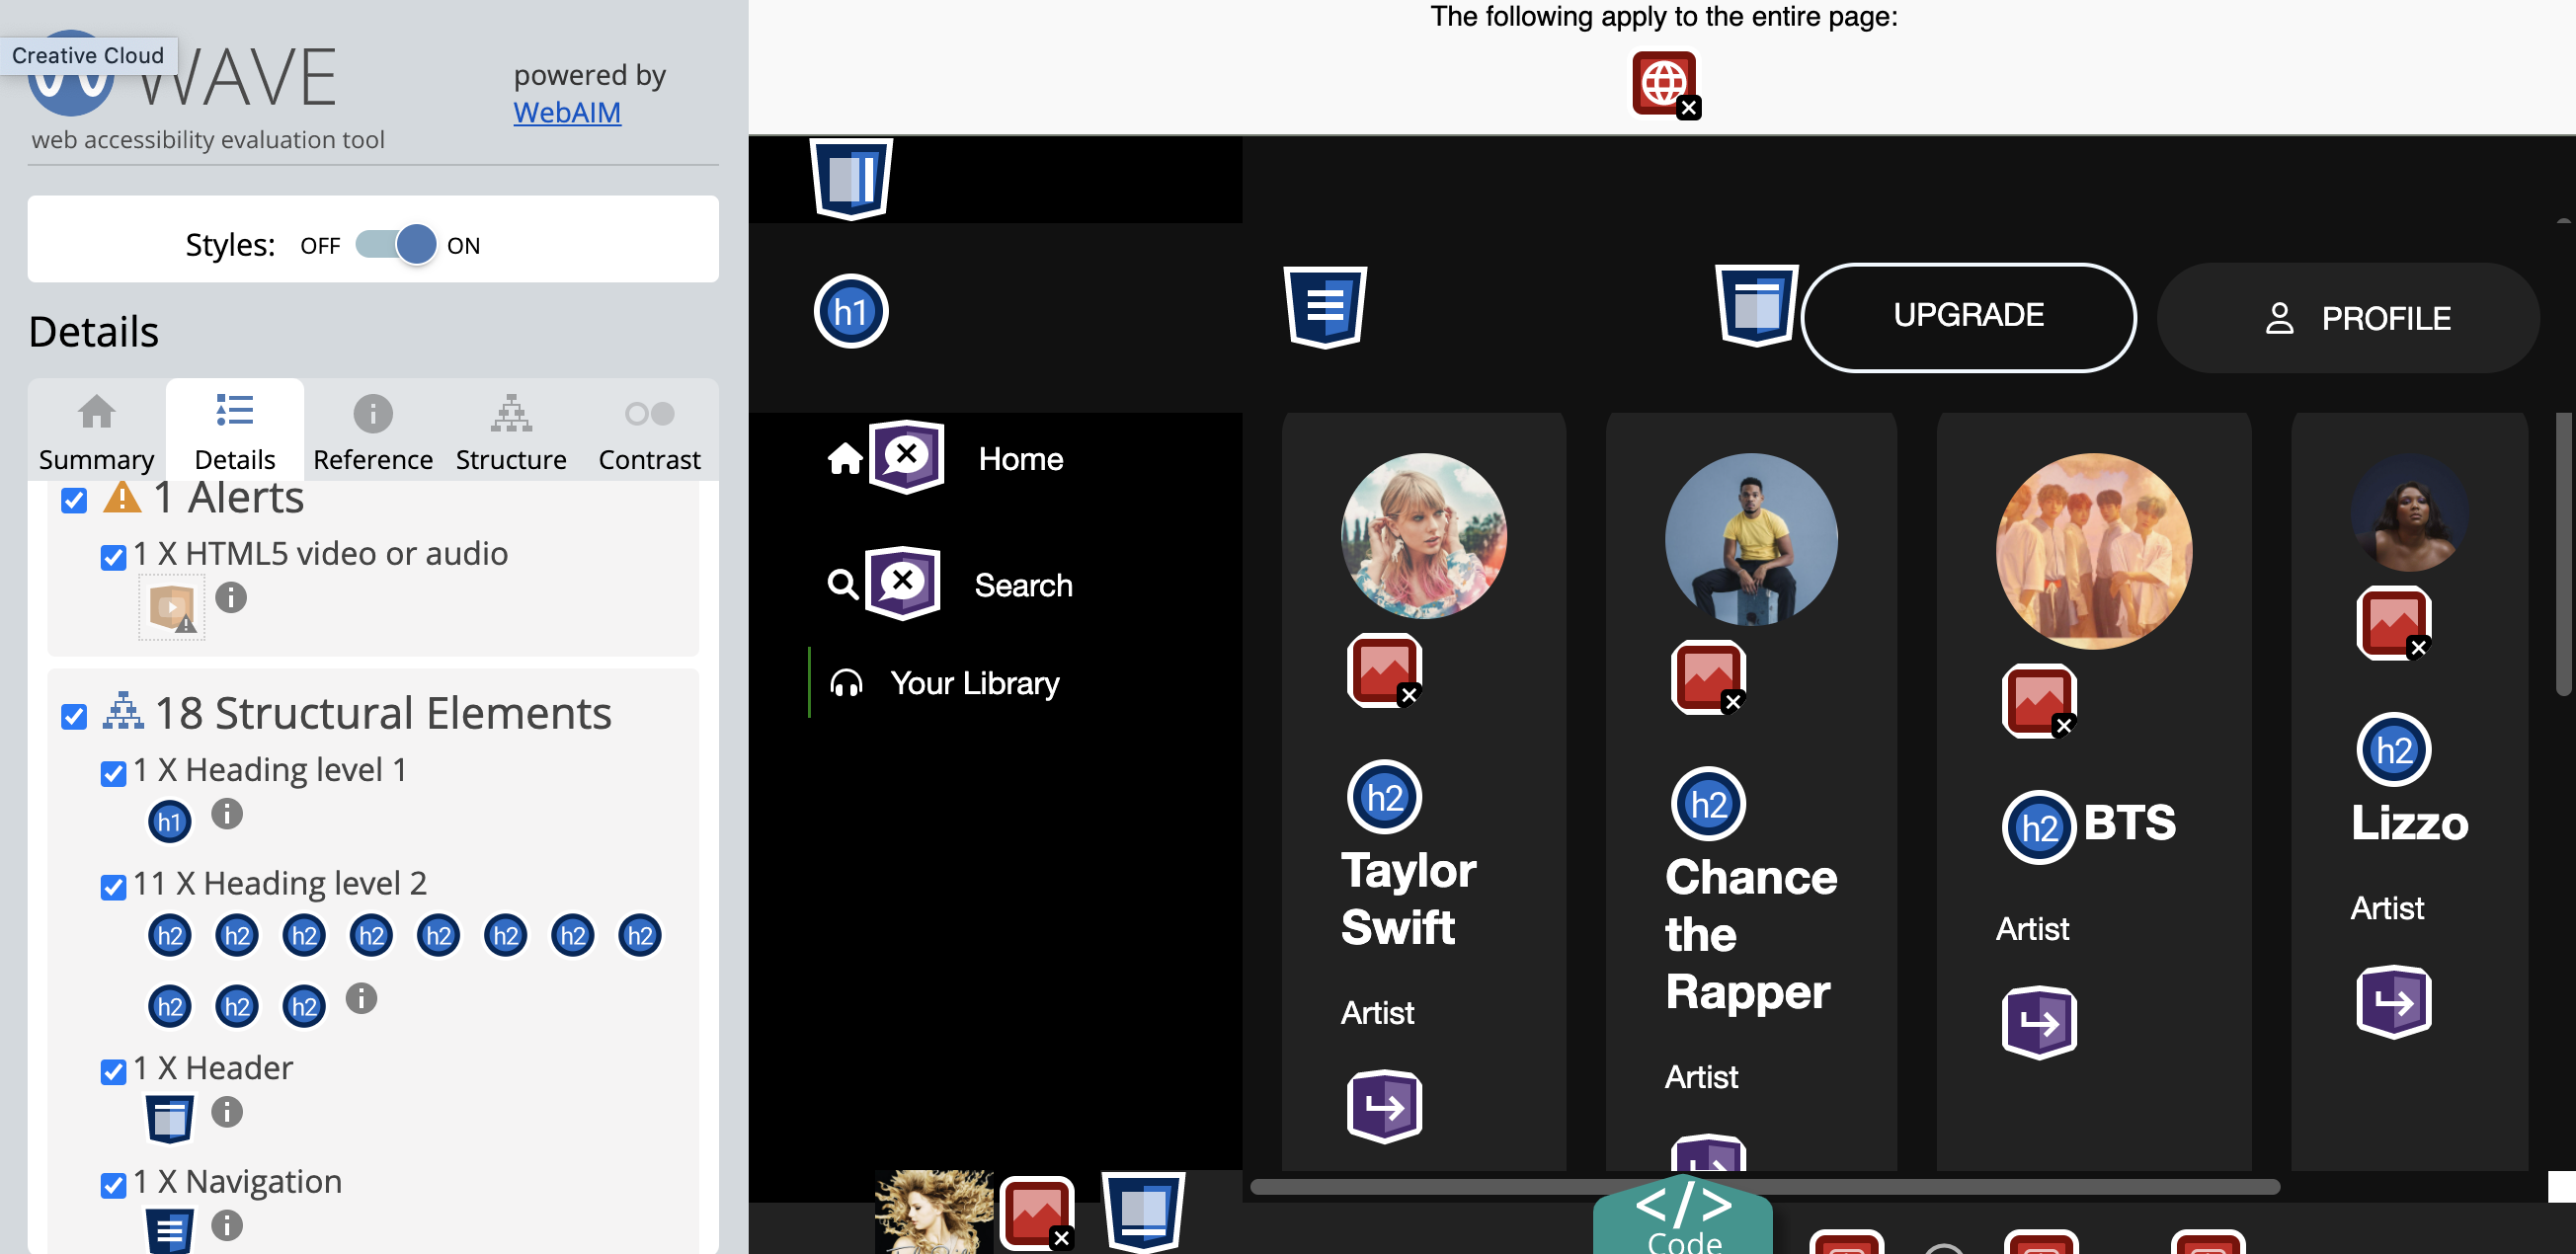 Creative Cloud
WAVE
powered by
WebAIM
web accessibility evaluation tool
Styles: OFF ON
Details
Summary Details Reference Structure Contrast
1 Alerts
1 X HTML5 video or audio
18 Structural Elements
1 X Heading level 1
h1
11 X Heading level 2
h2 h2 h2 h2 h2 h2 h2 h2
h2 h2 h2
1 X Header
1 X Navigation
The following apply to the entire page:
h1
UPGRADE
PROFILE
Home
Search
Your Library
h2
Taylor
Swift
Artist
h2
Chance
the
Rapper
Artist
h2 BTS
Artist
h2
Lizzo
Artist
</>
Code